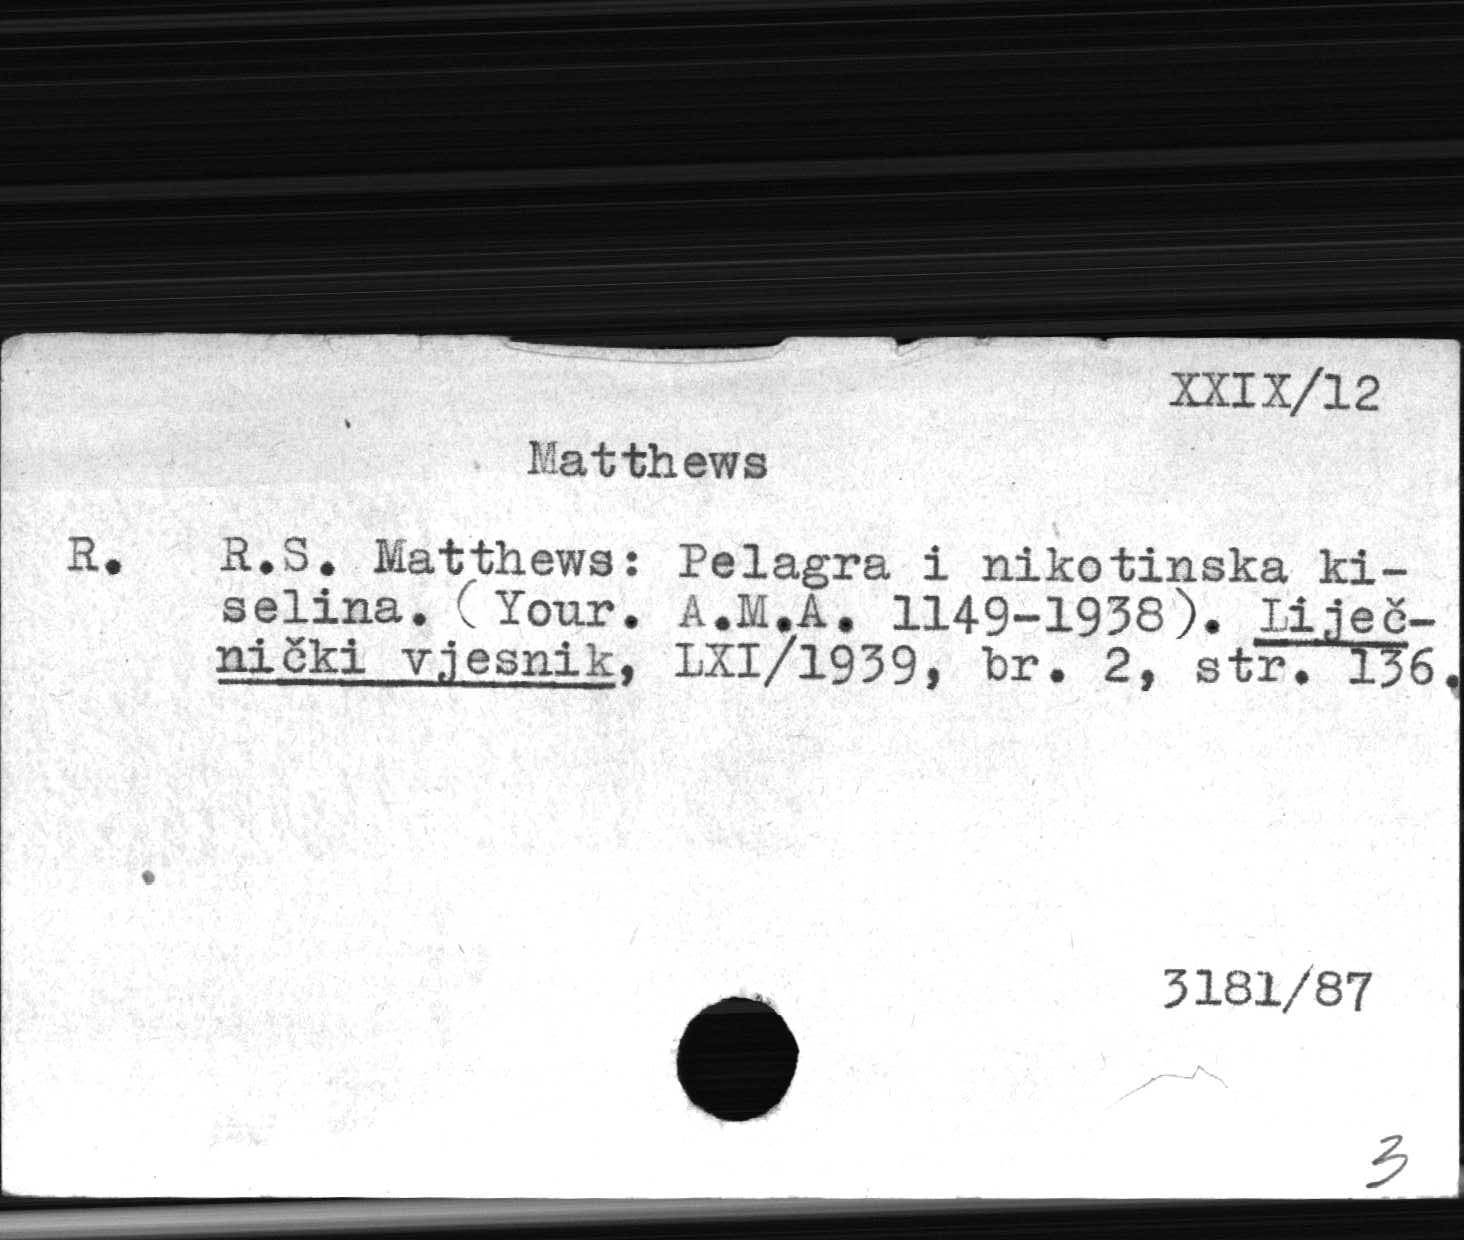 XXIX/12
Matthews
R. R.S. Matthews: Pelagra i nikotinska ki-
selina. (Your. A.M.A. 1149-1938). Liječ-
nički vjesnik, LXI/1939, br. 2, str. 136.
3181/87
3